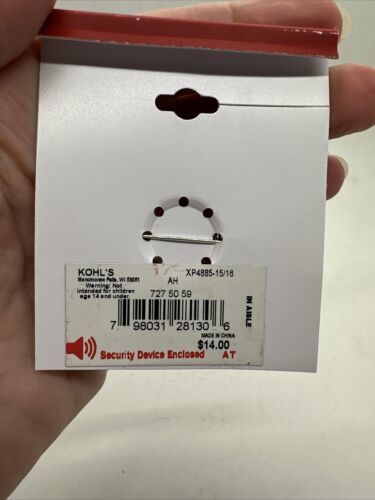 KOHL'S XP4885-15/16
Menomonee Falls, WI 53051
AH
Warning: Not
intended for children
age 14 and under.
727 50 59
IN AISLE
7 98031 28130 6
MADE IN CHINA
$14.00
Security Device Enclosed AT